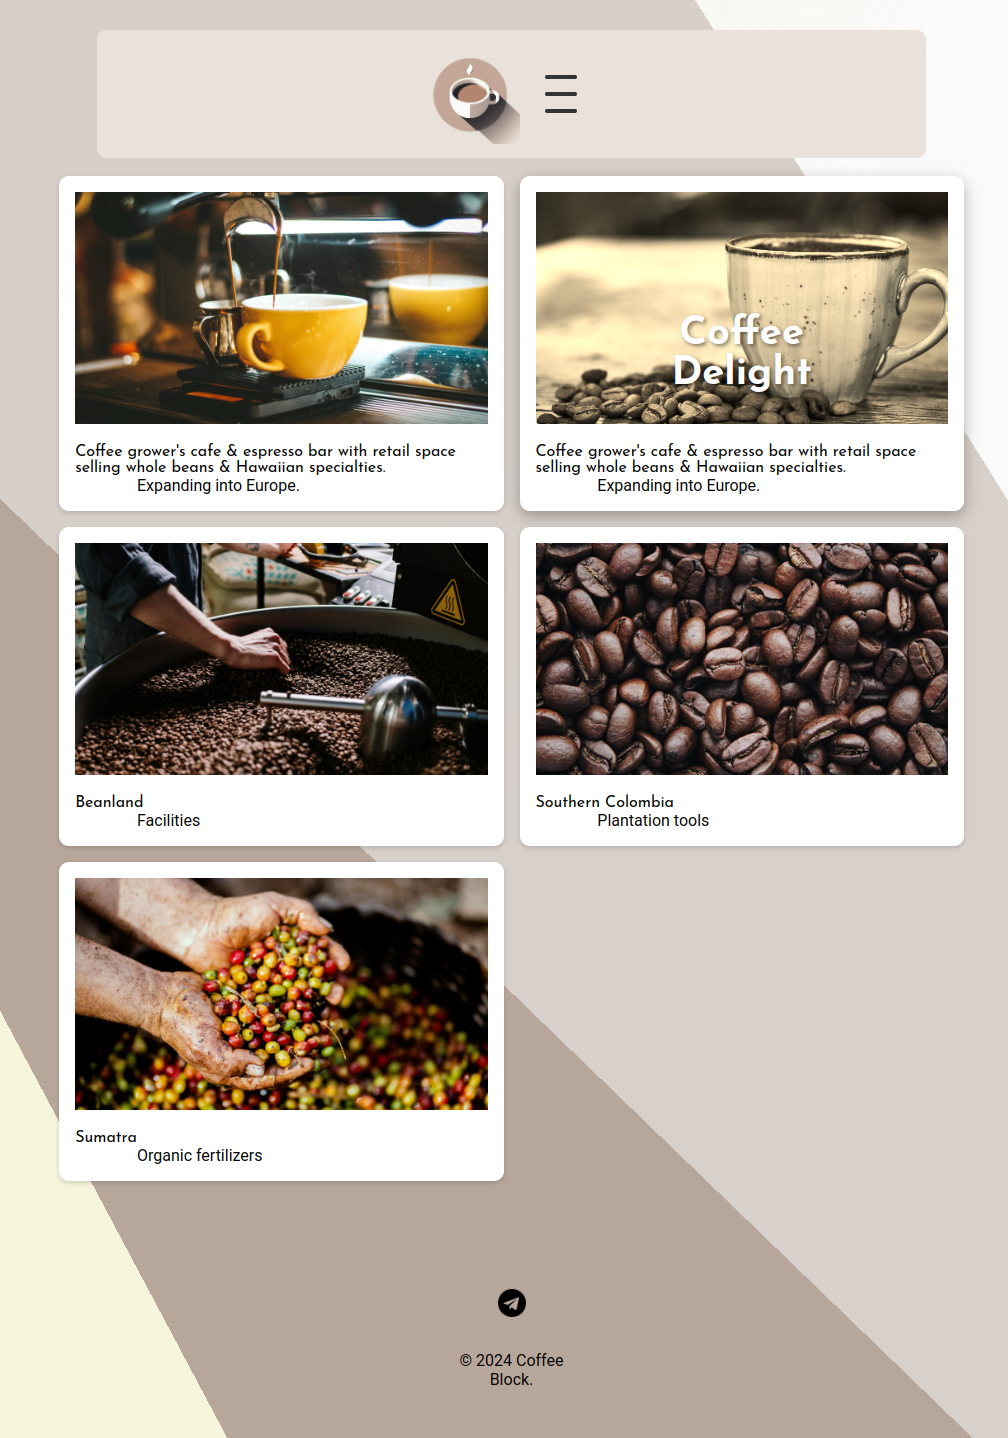 Coffee
Delight
Coffee grower's cafe & espresso bar with retail space
selling whole beans & Hawaiian specialties.
Expanding into Europe.
Coffee grower's cafe & espresso bar with retail space
selling whole beans & Hawaiian specialties.
Expanding into Europe.
Beanland
Facilities
Southern Colombia
Plantation tools
Sumatra
Organic fertilizers
© 2024 Coffee
Block.